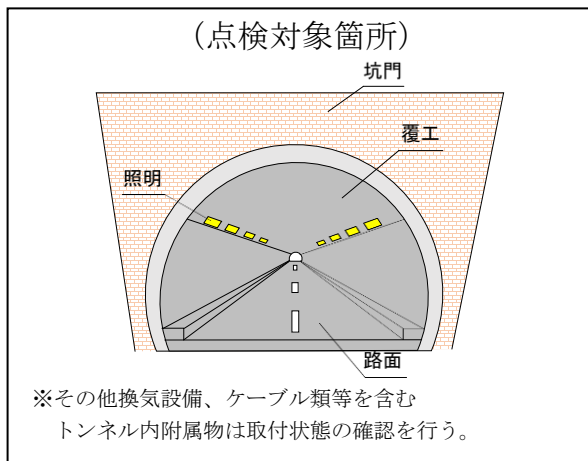 （点検対象箇所）
坑門
覆工
照明
路面
※その他換気設備、ケーブル類等を含む
トンネル内附属物は取付状態の確認を行う。